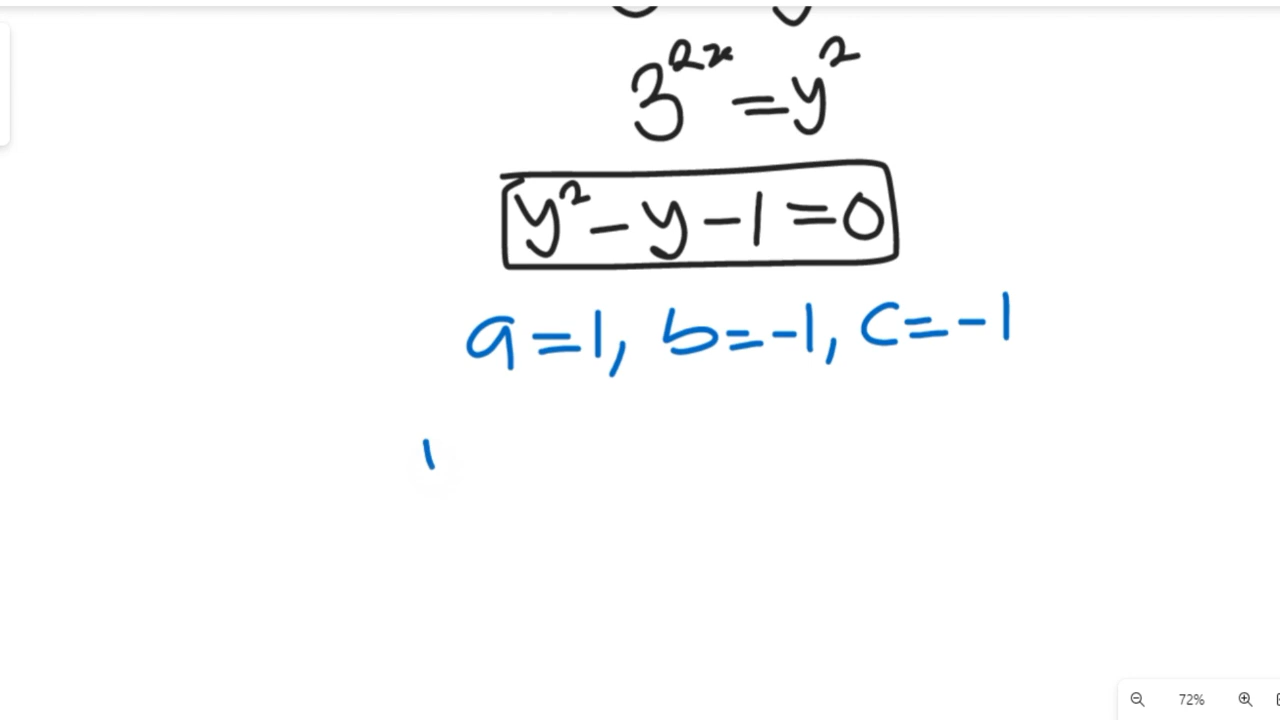 3^{2x} = y^2
y^2 - y - 1 = 0
a = 1, b = -1, c = -1
72%